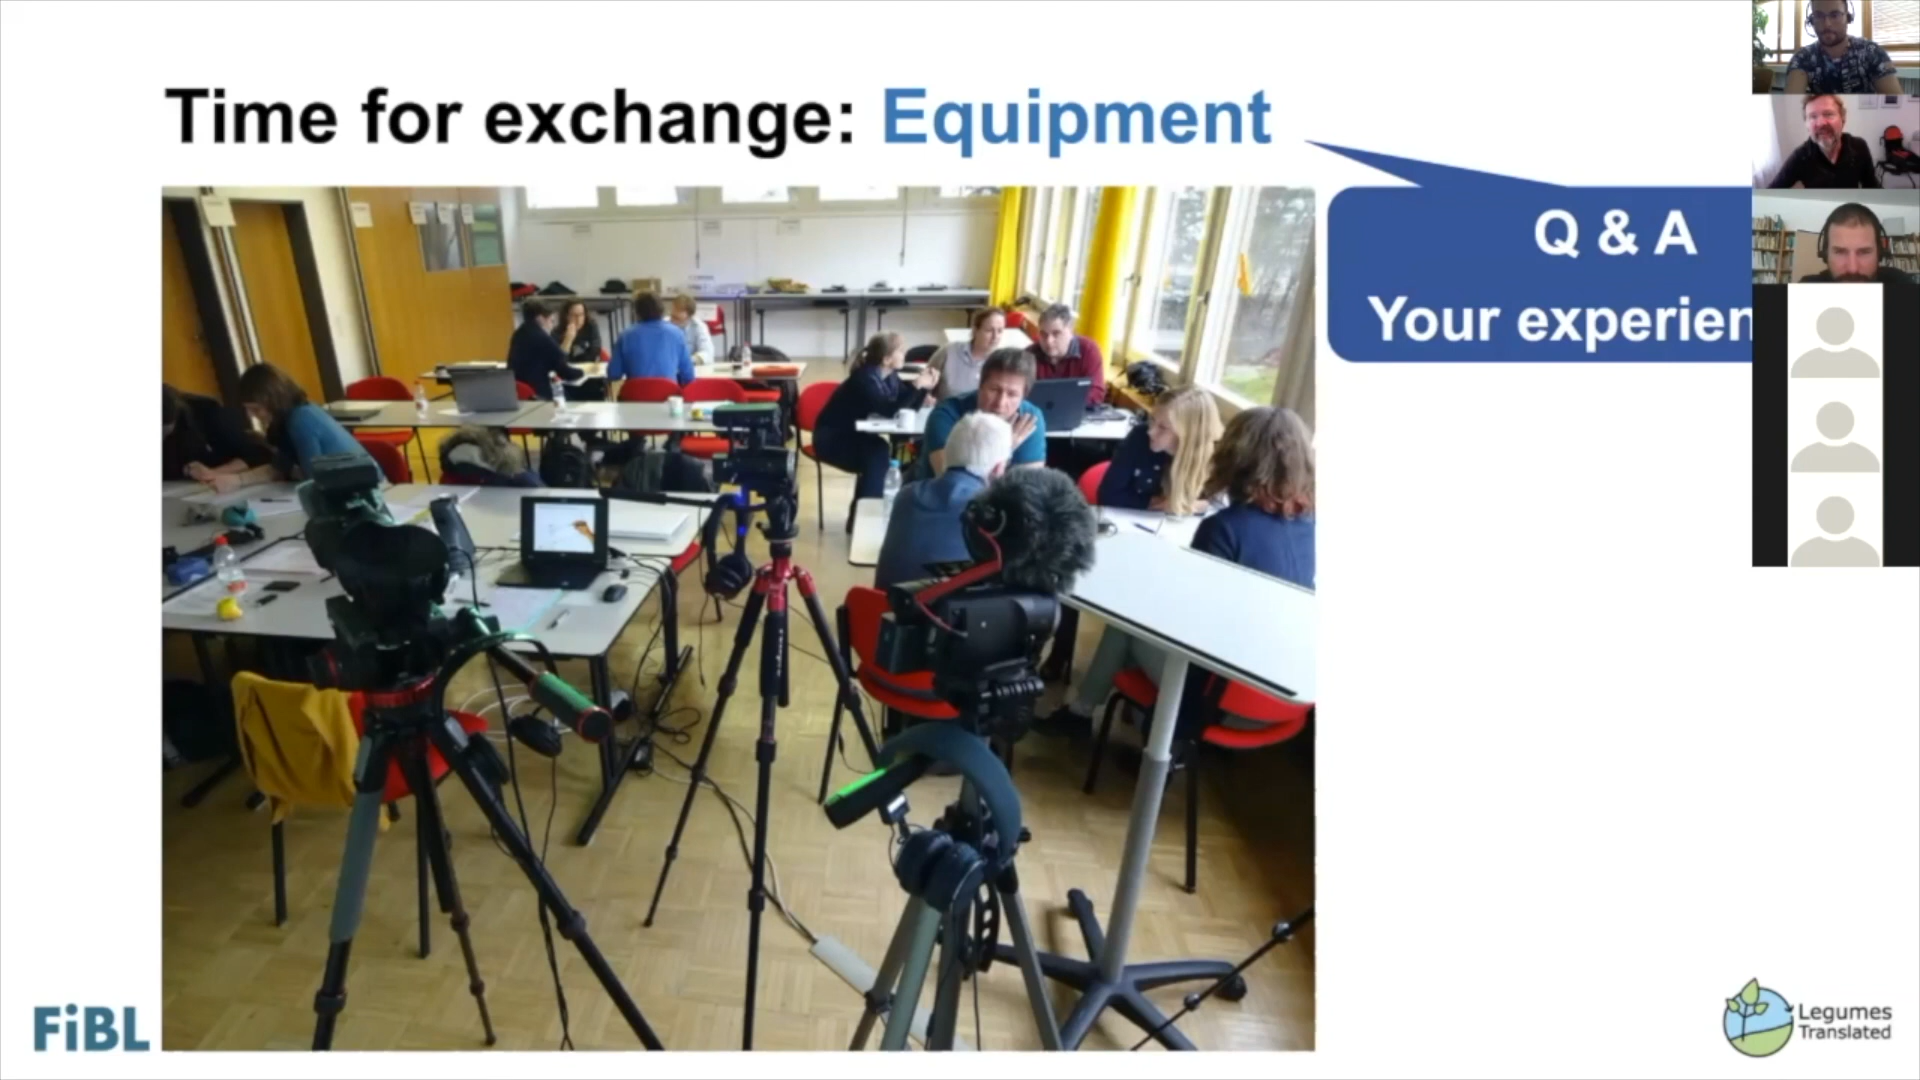 Time for exchange: Equipment
Q & A
Your experien
FiBL
Legumes
Translated